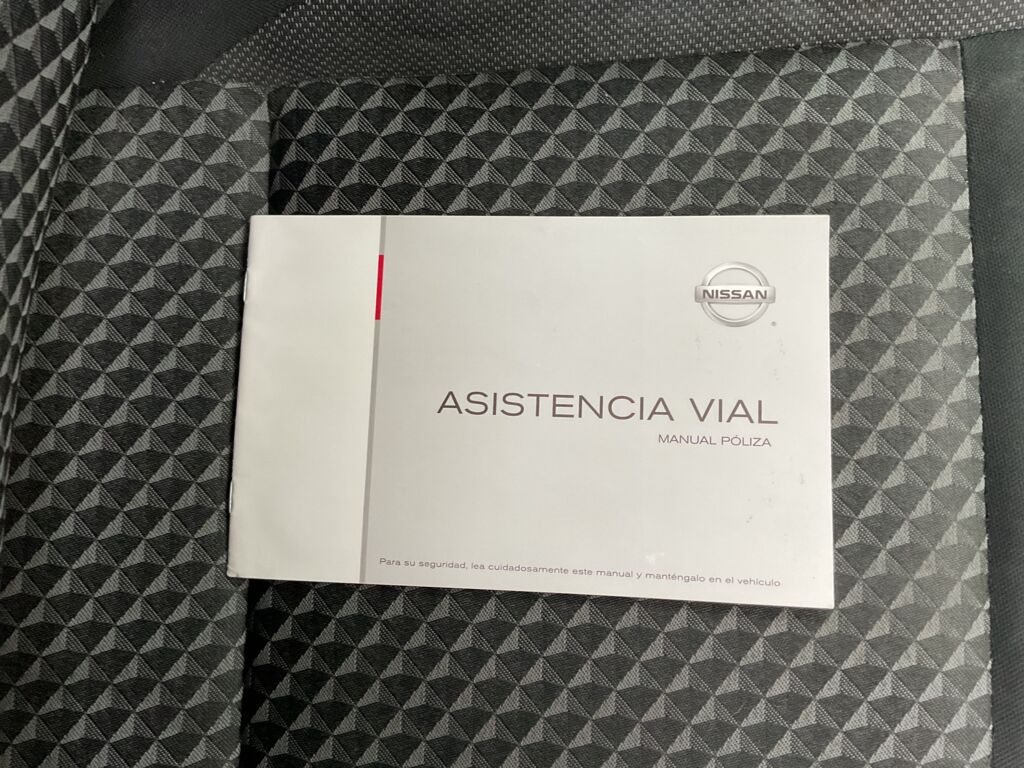 NISSAN
®
ASISTENCIA VIAL
MANUAL PÓLIZA
Para su seguridad, lea cuidadosamente este manual y manténgalo en el vehículo